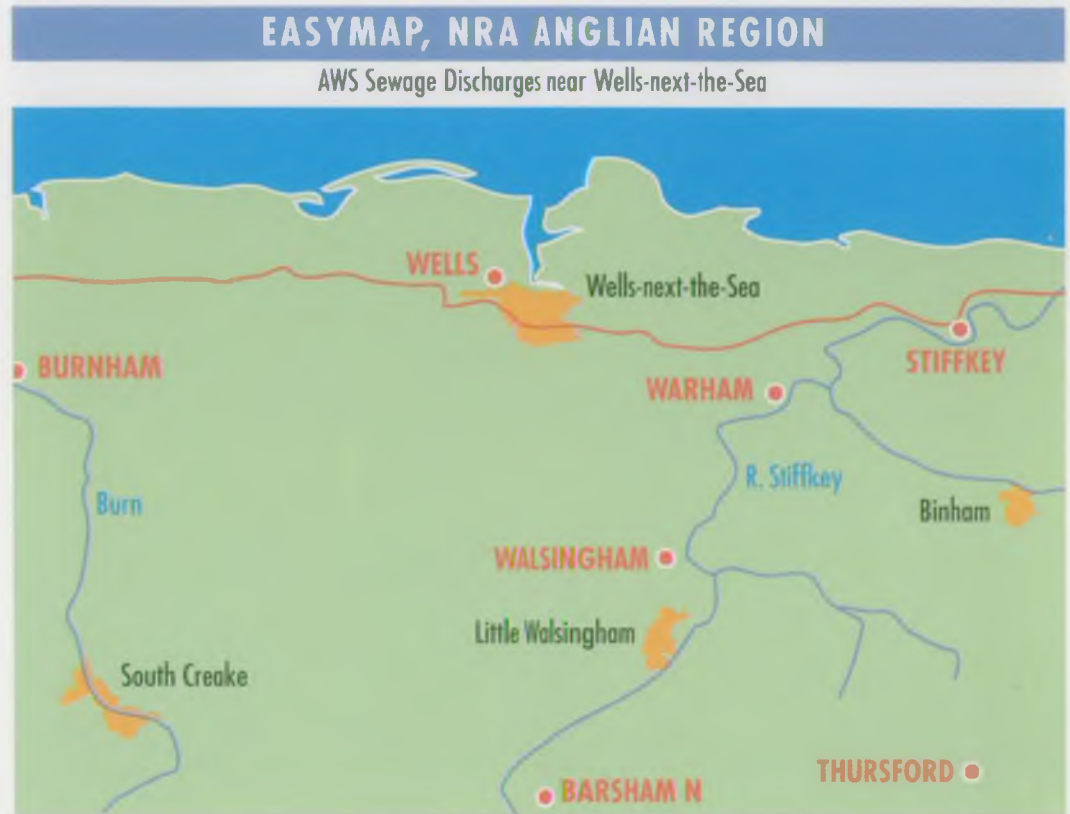 EASYMAP, NRA ANGLIAN REGION
AWS Sewage Discharges near Wells-next-the-Sea
WELLS
Wells-next-the-Sea
BURNHAM
STIFFKEY
WARHAM
R. Stiffkey
Burn
Binham
WALSINGHAM
Little Walsingham
South Creake
THURSFORD
BARSHAM N